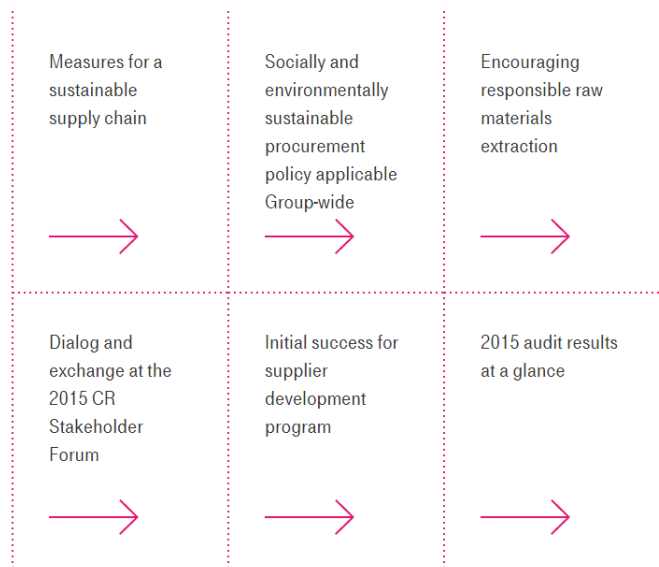 Measures for a
sustainable
supply chain
Socially and
environmentally
sustainable
procurement
policy applicable
Group-wide
Encouraging
responsible raw
materials
extraction
Dialog and
exchange at the
2015 CR
Stakeholder
Forum
Initial success for
supplier
development
program
2015 audit results
at a glance